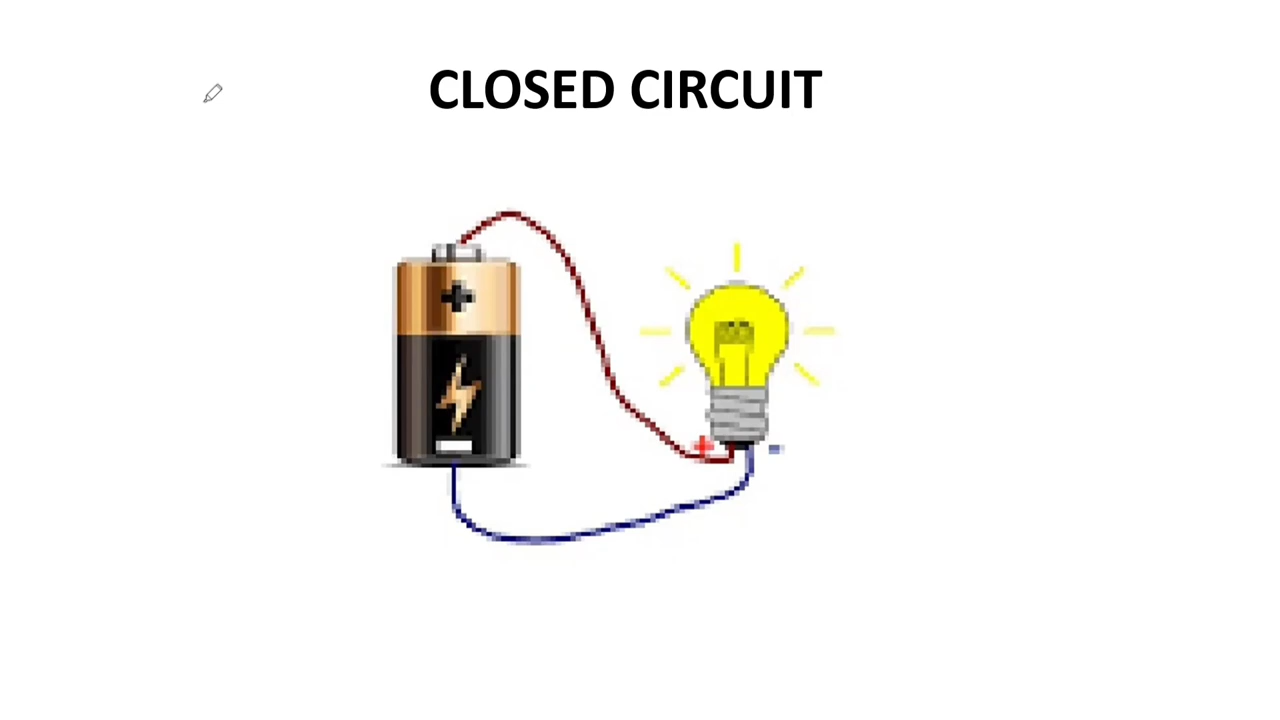 CLOSED CIRCUIT
+
+ -